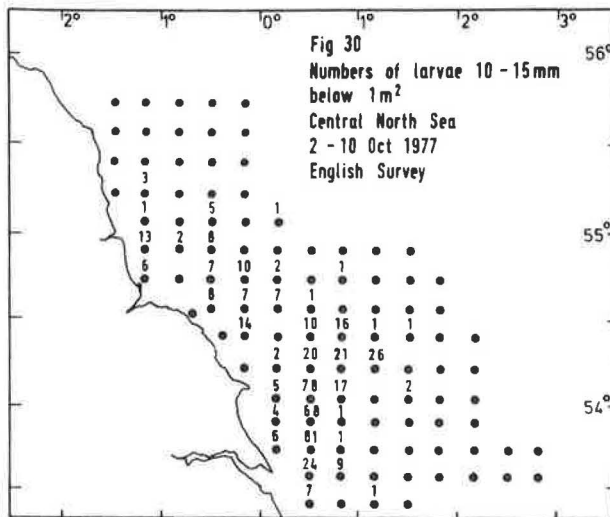 2° 1° 0° 1° 2° 3°
56°
Fig 30
Numbers of larvae 10-15mm
below 1m²
Central North Sea
2-10 Oct 1977
English Survey
3
1 5 1
55°
13 2 8
6 7 10 2 1
8 7 7 1
14 10 16 1 1
2 20 21 26
5 78 17 2
54°
4 68 1
6 81 1
24 9
7 1